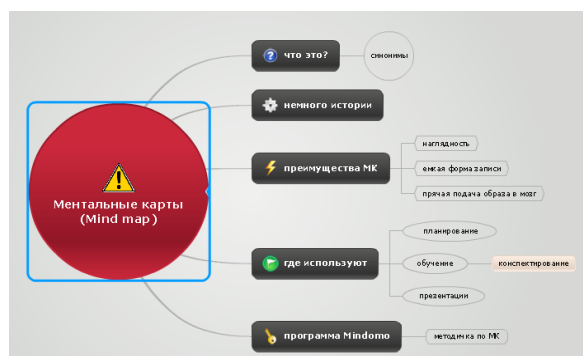 что это?
синонимы
немного истории
преимущества МК
наглядность
емкая форма записи
прячая подача образа в мозг
Ментальные карты
(Mind map)
где используют
планирование
обучение
конспектирование
презентации
программа Mindomo
методичка по МК